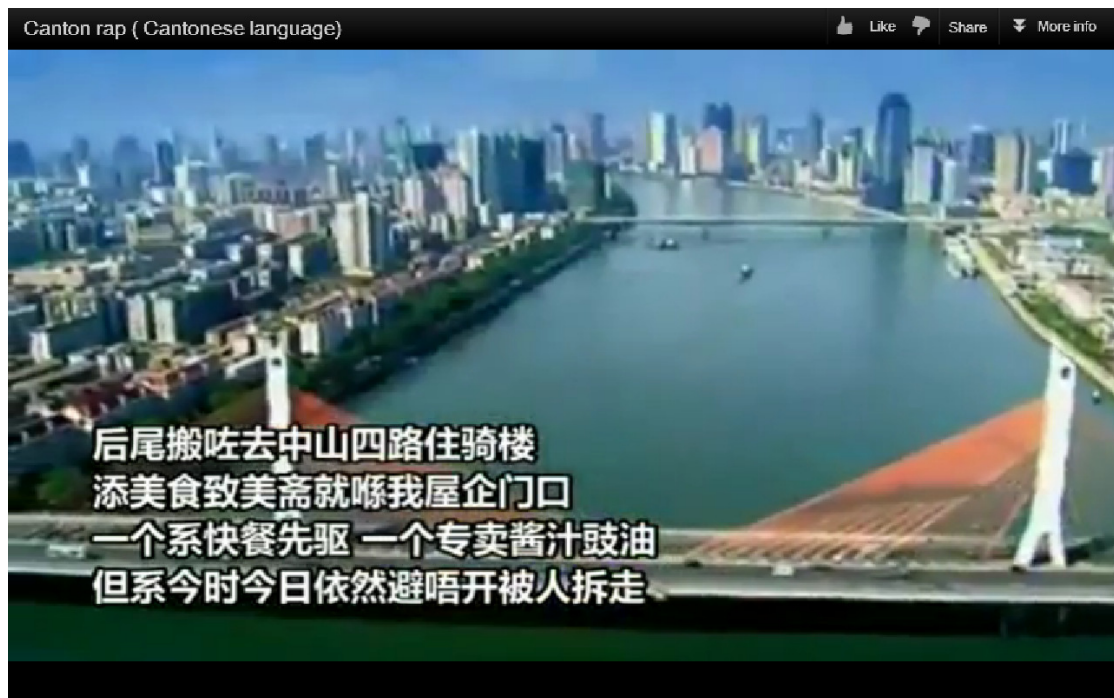 Canton rap ( Cantonese language)
Like
Share
More info
后尾搬咗去中山四路住骑楼
添美食致美斋就喺我屋企门口
一个系快餐先驱 一个专卖酱汁豉油
但系今时今日依然避唔开被人拆走